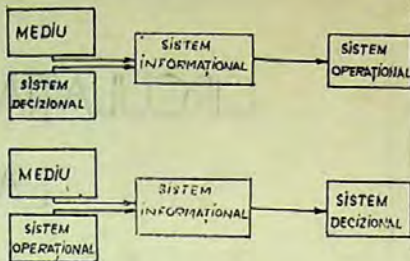 MEDIU
SISTEM
DECIZIONAL
SISTEM
INFORMAȚIONAL
SISTEM
OPERAȚIONAL
MEDIU
SISTEM
OPERAȚIONAL
SISTEM
INFORMAȚIONAL
SISTEM
DECIZIONAL